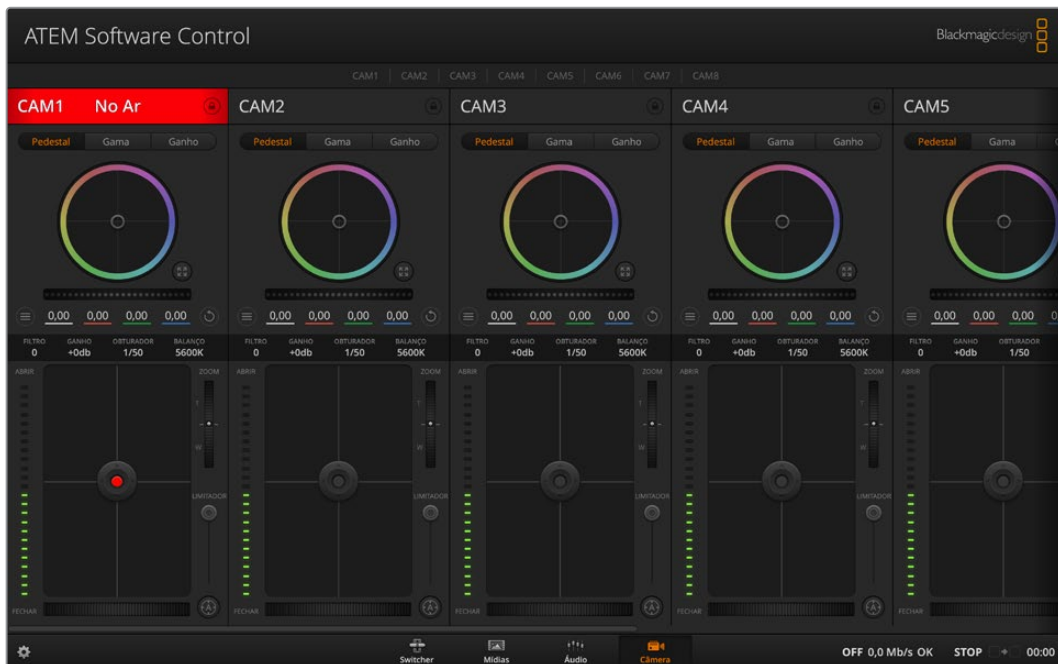 ATEM Software Control
Blackmagicdesign
CAM1 CAM2 CAM3 CAM4 CAM5 CAM6 CAM7 CAM8
CAM1 No Ar CAM2 CAM3 CAM4 CAM5
Pedestal Gama Ganho Pedestal Gama Ganho Pedestal Gama Ganho Pedestal Gama Ganho Pedestal Gama
0,00 0,00 0,00 0,00 0,00 0,00 0,00 0,00 0,00 0,00 0,00 0,00 0,00 0,00 0,00 0,00 0,00 0,00 0,00
FILTRO GANHO OBTURADOR BALANÇO FILTRO GANHO OBTURADOR BALANÇO FILTRO GANHO OBTURADOR BALANÇO FILTRO GANHO OBTURADOR BALANÇO FILTRO GANHO OBTURADOR
0 +0db 1/50 5600K 0 +0db 1/50 5600K 0 +0db 1/50 5600K 0 +0db 1/50 5600K 0 +0db 1/50
ABRIR ZOOM ABRIR ZOOM ABRIR ZOOM ABRIR ZOOM ABRIR
T T T T
W W W W
LIMITADOR LIMITADOR LIMITADOR LIMITADOR
FECHAR A FECHAR A FECHAR A FECHAR A FECHAR
Switcher Mídias Áudio Câmera
OFF 0,0 Mb/s OK STOP 00:00